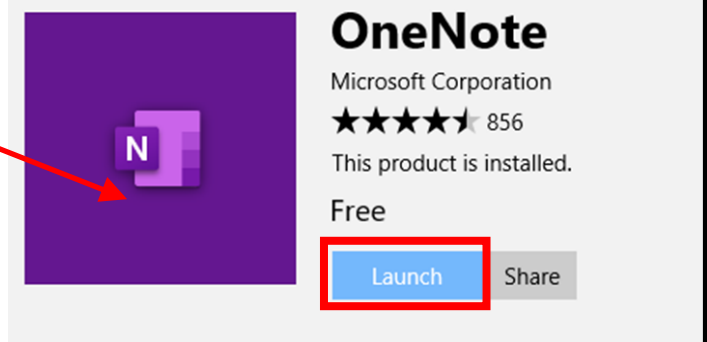 OneNote
Microsoft Corporation
856
This product is installed.
Free
N
Launch
Share